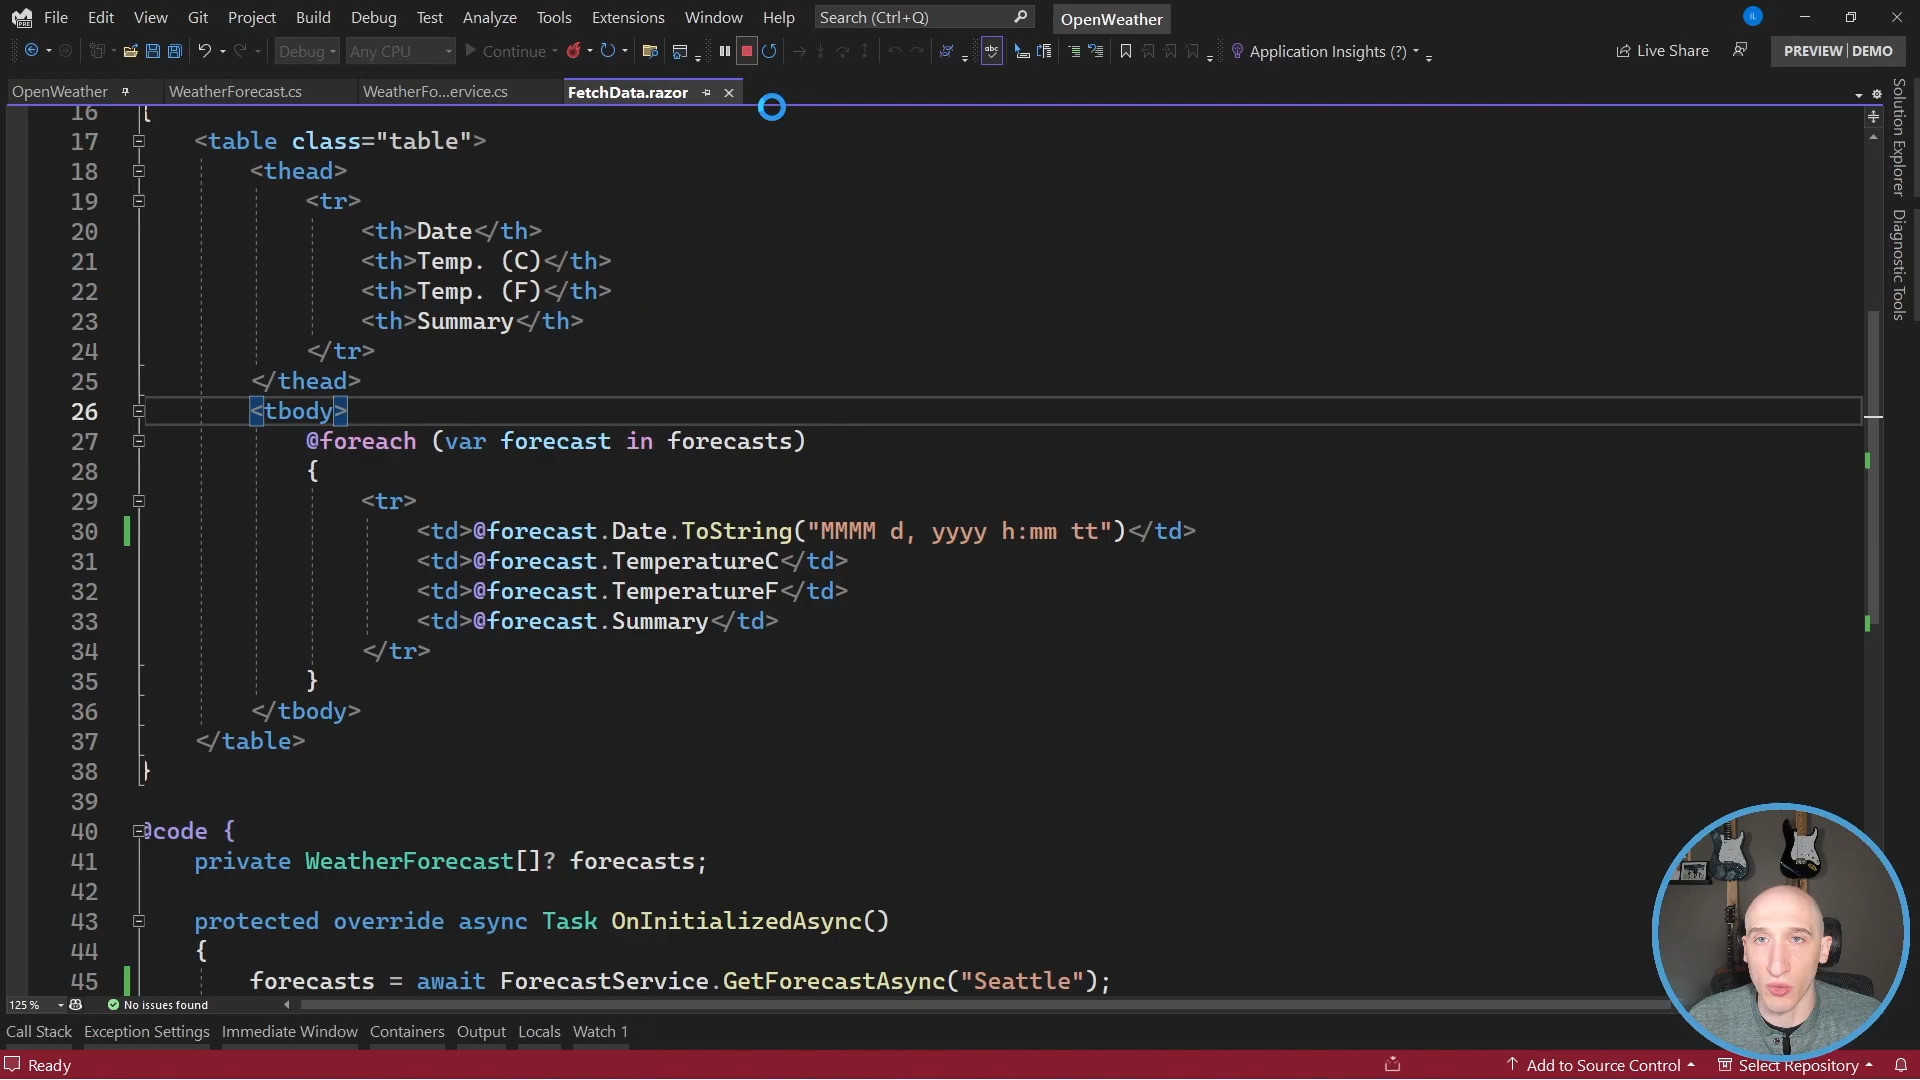 File Edit View Git Project Build Debug Test Analyze Tools Extensions Window Help Search (Ctrl+Q) OpenWeather IL
Debug Any CPU Continue abc Application Insights (?) Live Share PREVIEW | DEMO
OpenWeather WeatherForecast.cs WeatherFo...ervice.cs FetchData.razor
16 {
17 <table class="table">
18 <thead>
19 <tr>
20 <th>Date</th>
21 <th>Temp. (C)</th>
22 <th>Temp. (F)</th>
23 <th>Summary</th>
24 </tr>
25 </thead>
26 <tbody>
27 @foreach (var forecast in forecasts)
28 {
29 <tr>
30 <td>@forecast.Date.ToString("MMMM d, yyyy h:mm tt")</td>
31 <td>@forecast.TemperatureC</td>
32 <td>@forecast.TemperatureF</td>
33 <td>@forecast.Summary</td>
34 </tr>
35 }
36 </tbody>
37 </table>
38 }
39
40 @code {
41 private WeatherForecast[]? forecasts;
42
43 protected override async Task OnInitializedAsync()
44 {
45 forecasts = await ForecastService.GetForecastAsync("Seattle");
125 % No issues found
Call Stack Exception Settings Immediate Window Containers Output Locals Watch 1
Ready Add to Source Control Select Repository
Solution Explorer
Diagnostic Tools